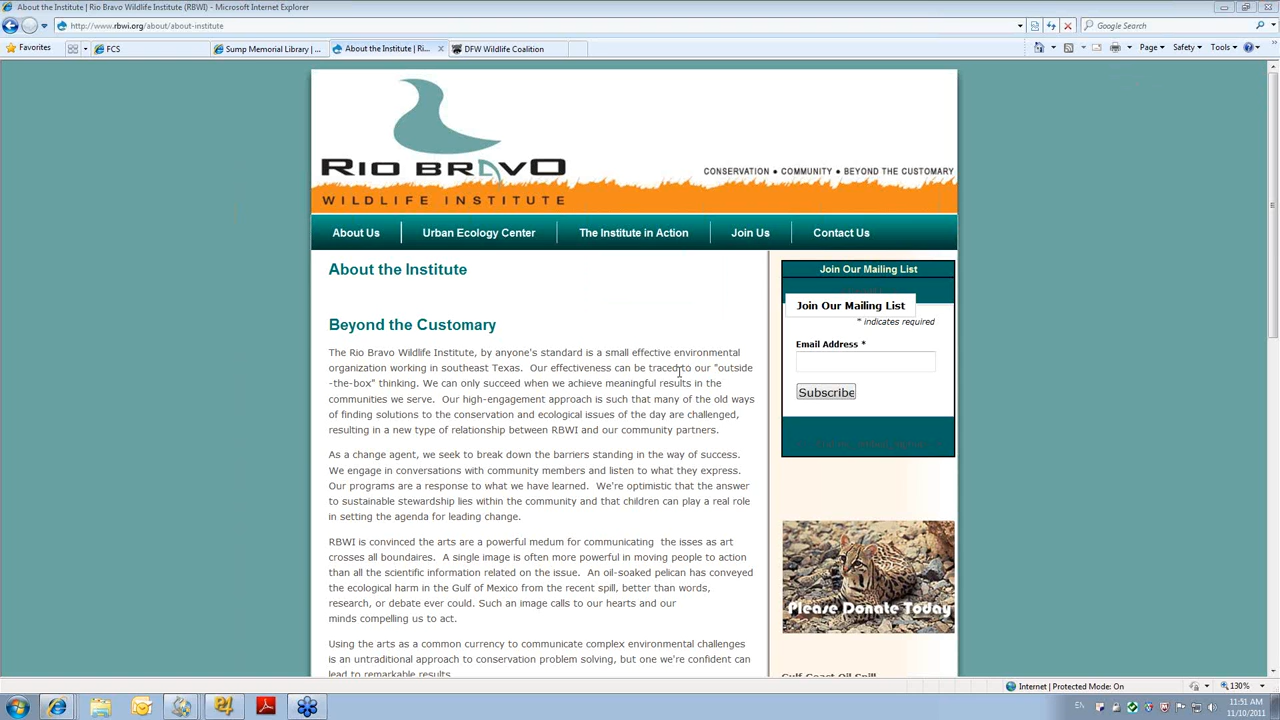 About the Institute | Rio Bravo Wildlife Institute (RBWI) - Microsoft Internet Explorer
http://www.rbwi.org/about/about-institute
Google Search
Favorites
FCS
Sump Memorial Library | ...
About the Institute | Ri...
DFW Wildlife Coalition
Page
Safety
Tools
RIO BRAVO
WILDLIFE INSTITUTE
CONSERVATION • COMMUNITY • BEYOND THE CUSTOMARY
About Us
Urban Ecology Center
The Institute in Action
Join Us
Contact Us
About the Institute
Beyond the Customary
The Rio Bravo Wildlife Institute, by anyone's standard is a small effective environmental
organization working in southeast Texas. Our effectiveness can be traced to our "outside
-the-box" thinking. We can only succeed when we achieve meaningful results in the
communities we serve. Our high-engagement approach is such that many of the old ways
of finding solutions to the conservation and ecological issues of the day are challenged,
resulting in a new type of relationship between RBWI and our community partners.
As a change agent, we seek to break down the barriers standing in the way of success.
We engage in conversations with community members and listen to what they express.
Our programs are a response to what we have learned. We're optimistic that the answer
to sustainable stewardship lies within the community and that children can play a real role
in setting the agenda for leading change.
RBWI is convinced the arts are a powerful medum for communicating the isses as art
crosses all boundaires. A single image is often more powerful in moving people to action
than all the scientific information related on the issue. An oil-soaked pelican has conveyed
the ecological harm in the Gulf of Mexico from the recent spill, better than words,
research, or debate ever could. Such an image calls to our hearts and our
minds compelling us to act.
Using the arts as a common currency to communicate complex environmental challenges
is an untraditional approach to conservation problem solving, but one we're confident can
lead to remarkable results.
Join Our Mailing List
Join Our Mailing List
* indicates required
Email Address *
Subscribe
Please Donate Today
Gulf Coast Oil Spill
Internet | Protected Mode: On
130%
EN
11:51 AM
11/10/2011